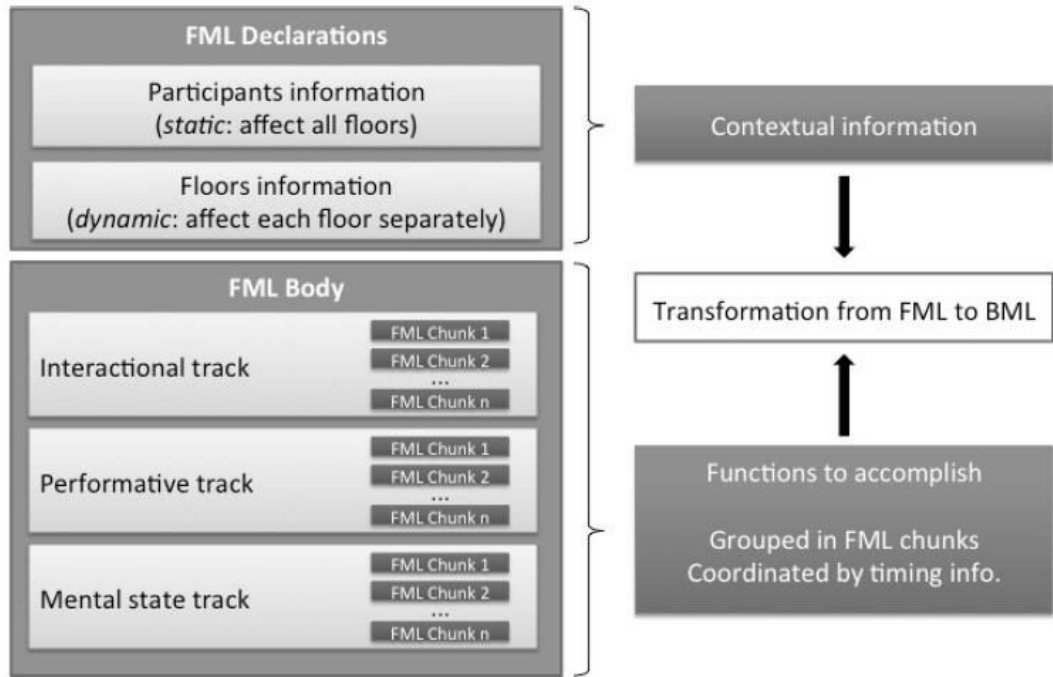 FML Declarations
Participants information
(static: affect all floors)
Floors information
(dynamic: affect each floor separately)
Contextual information
Transformation from FML to BML
FML Body
Interactional track
FML Chunk 1
FML Chunk 2
...
FML Chunk n
Performative track
FML Chunk 1
FML Chunk 2
...
FML Chunk n
Mental state track
FML Chunk 1
FML Chunk 2
...
FML Chunk n
Functions to accomplish
Grouped in FML chunks
Coordinated by timing info.